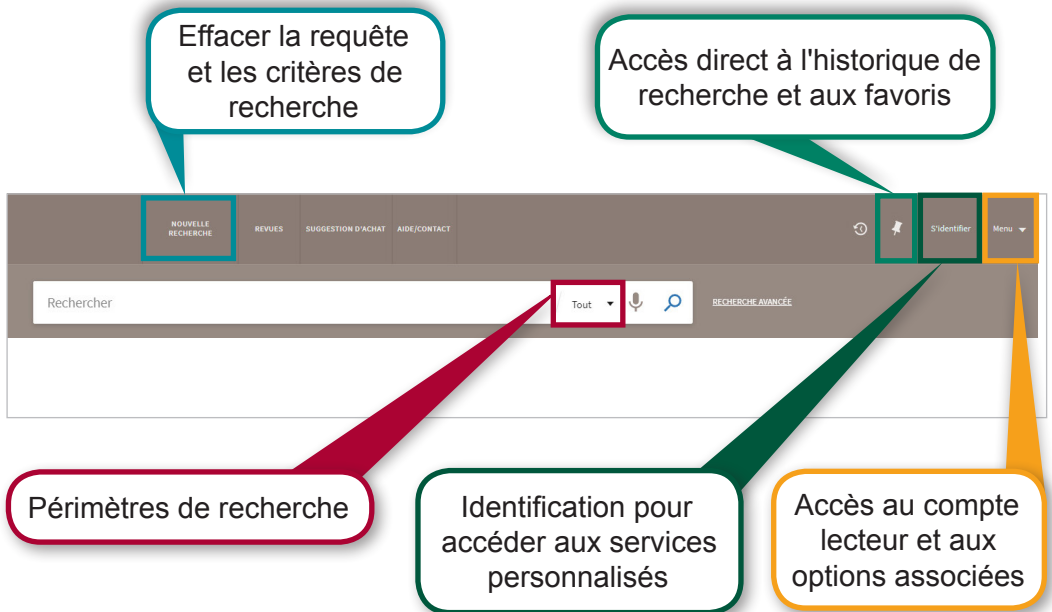 Effacer la requête
et les critères de
recherche
Accès direct à l'historique de
recherche et aux favoris
NOUVELLE
RECHERCHE
REVUES
SUGGESTION D'ACHAT
AIDE/CONTACT
S'identifier
Menu
Rechercher
Tout
RECHERCHE AVANCÉE
Périmètres de recherche
Identification pour
accéder aux services
personnalisés
Accès au compte
lecteur et aux
options associées